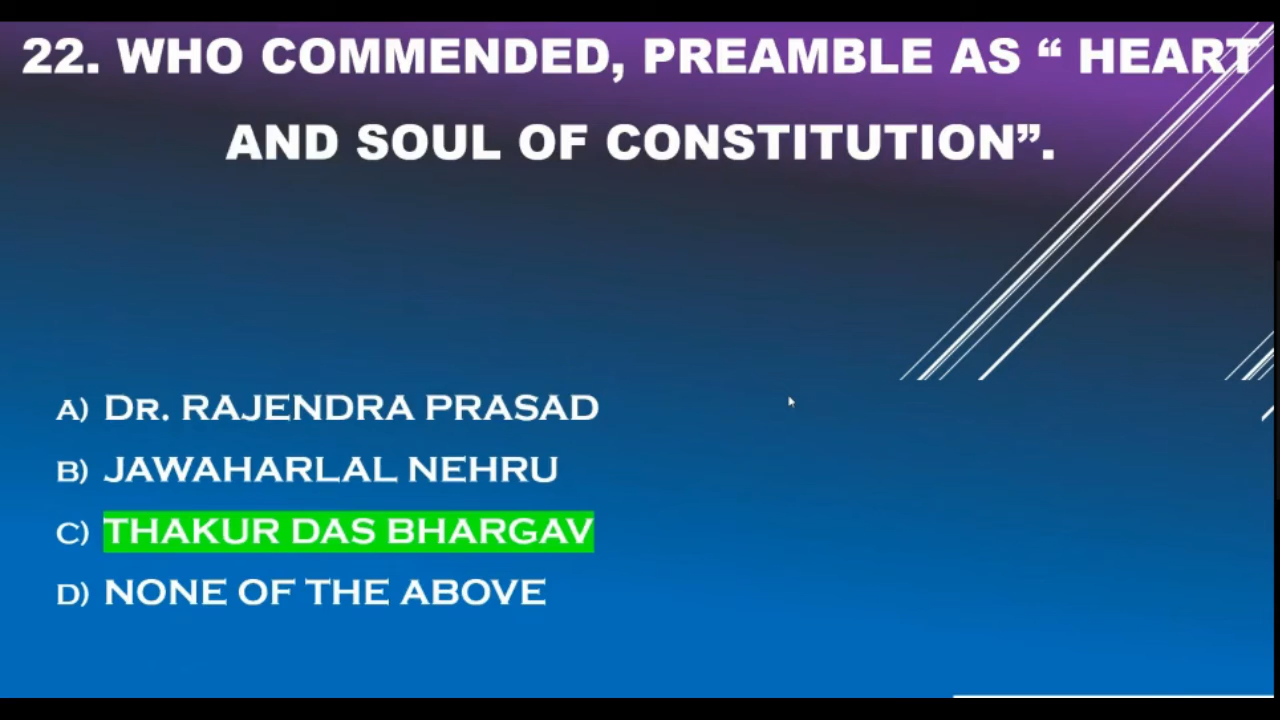 22. WHO COMMENDED, PREAMBLE AS “ HEART
AND SOUL OF CONSTITUTION”.
A) DR. RAJENDRA PRASAD
B) JAWAHARLAL NEHRU
C) THAKUR DAS BHARGAV
D) NONE OF THE ABOVE